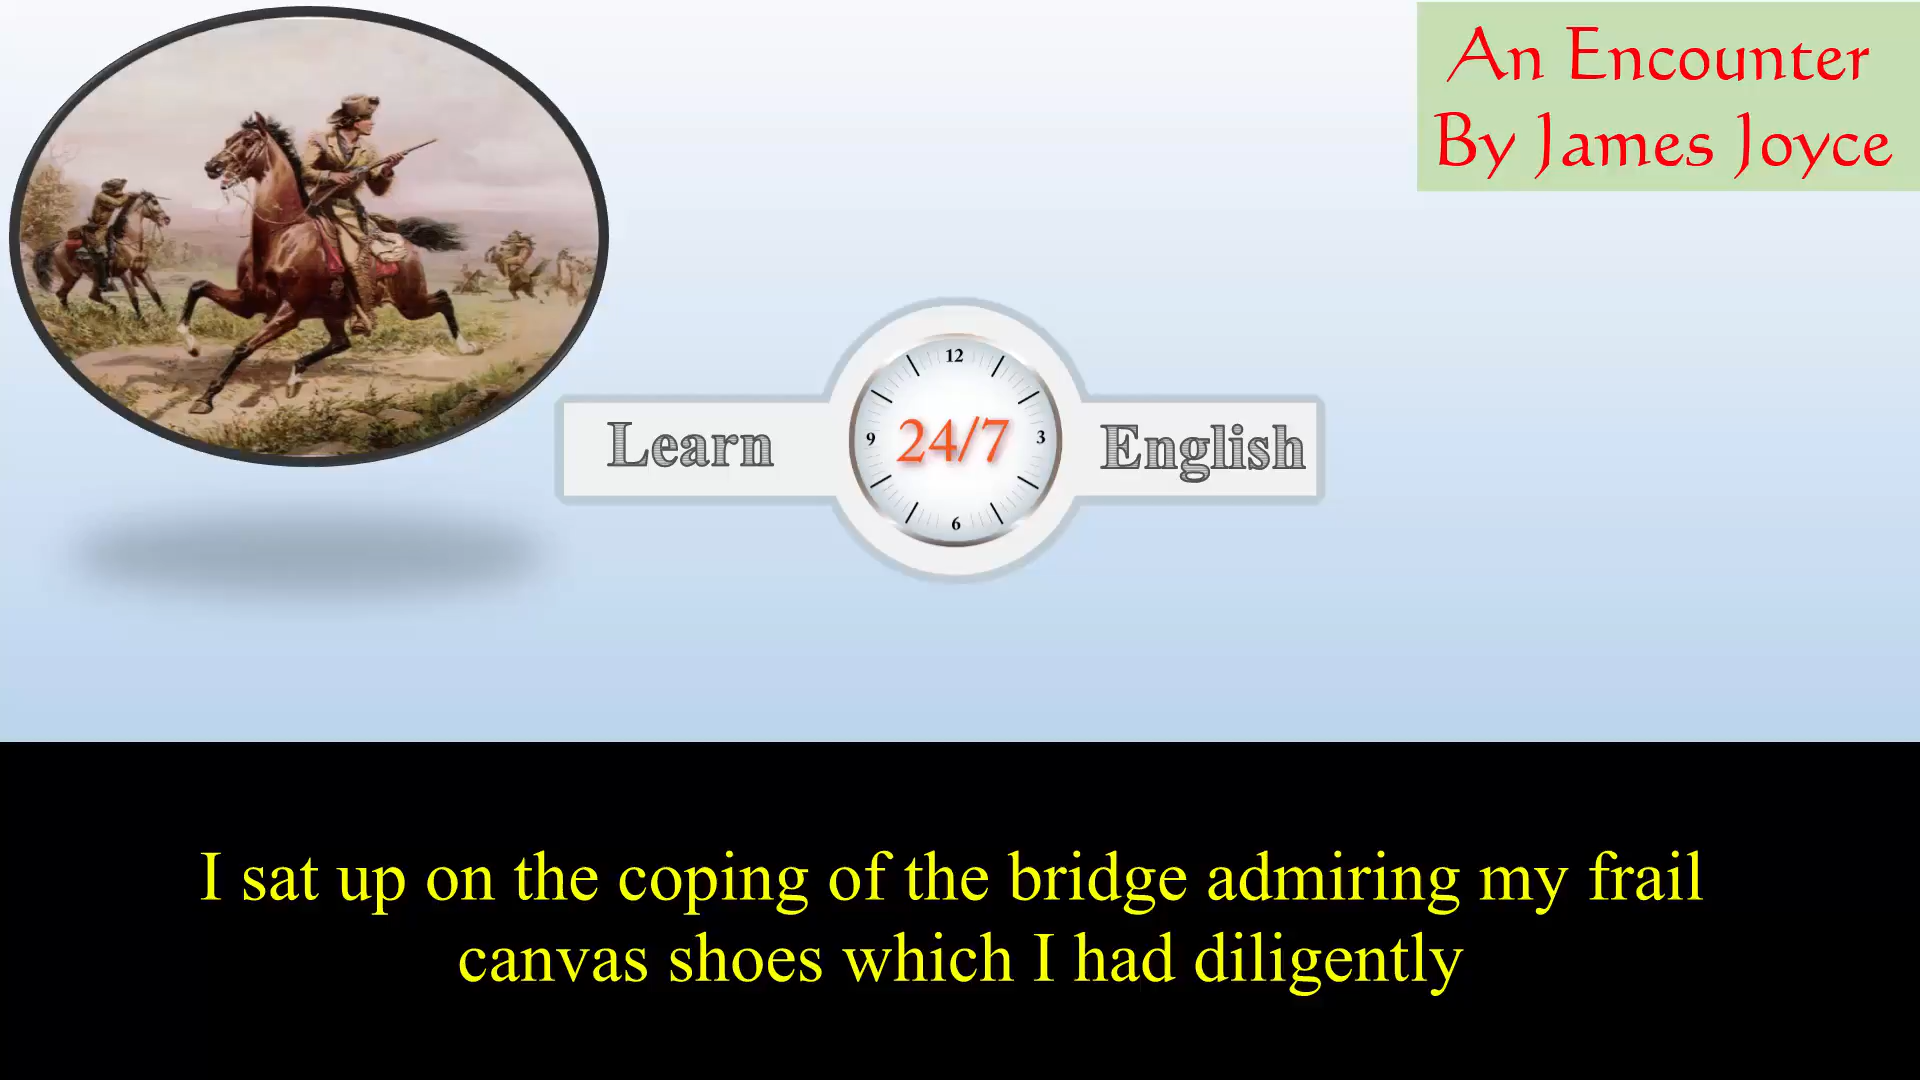 An Encounter
By James Joyce
12
Learn 9 24/7 3 English
6
I sat up on the coping of the bridge admiring my frail
canvas shoes which I had diligently